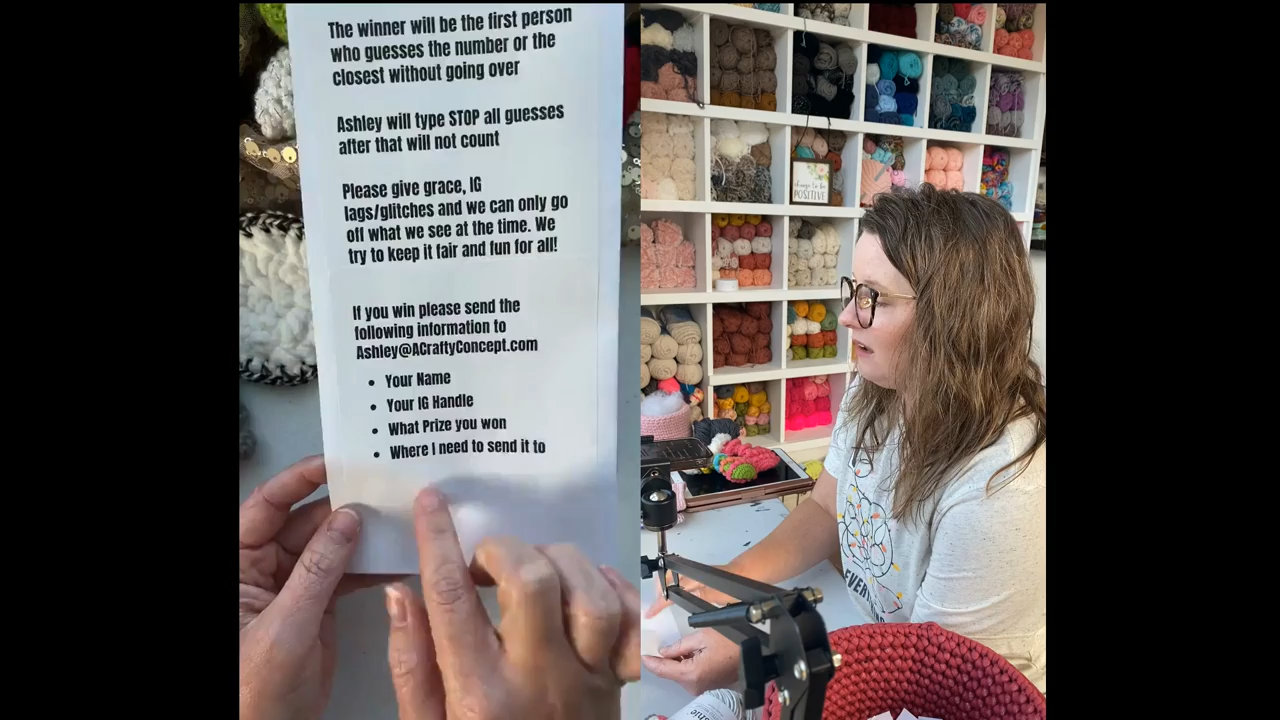 The winner will be the first person
who guesses the number or the
closest without going over
Ashley will type STOP all guesses
after that will not count
Please give grace, IG
lags/glitches and we can only go
off what we see at the time. We
try to keep it fair and fun for all!
If you win please send the
following information to
Ashley@ACraftyConcept.com
• Your Name
• Your IG Handle
• What Prize you won
• Where I need to send it to
POSITIVE